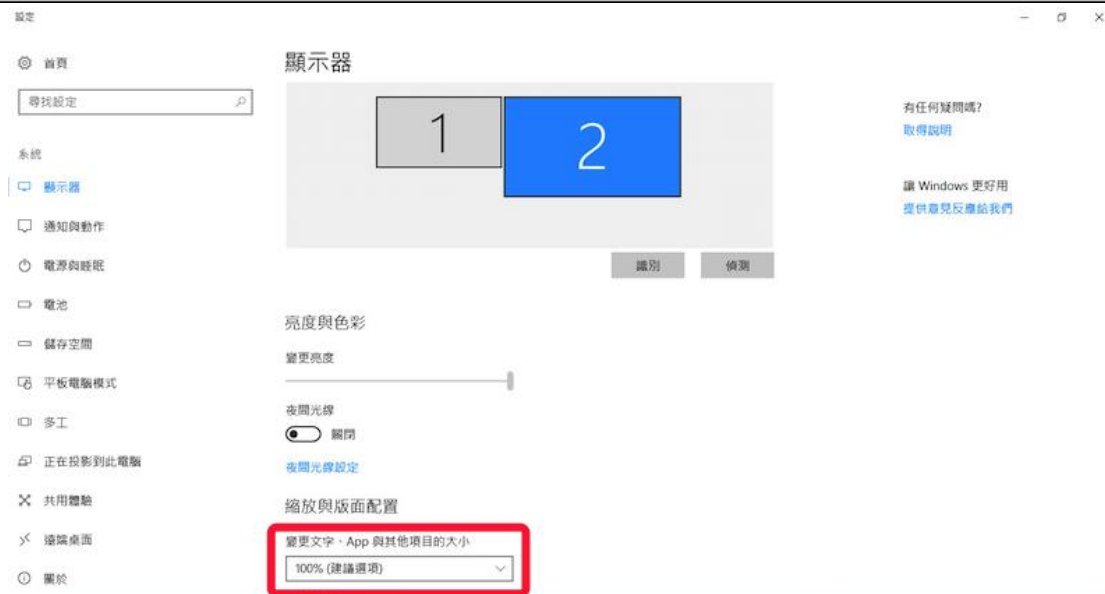 設定
首頁
尋找設定
系統
顯示器
通知與動作
電源與睡眠
電池
儲存空間
平板電腦模式
多工
正在投影到此電腦
共用體驗
遠端桌面
關於
顯示器
1
2
識別
偵測
亮度與色彩
變更亮度
夜間光線
關閉
夜間光線設定
縮放與版面配置
變更文字、App 與其他項目的大小
100% (建議選項)
有任何疑問嗎?
取得說明
讓 Windows 更好用
提供意見反應給我們